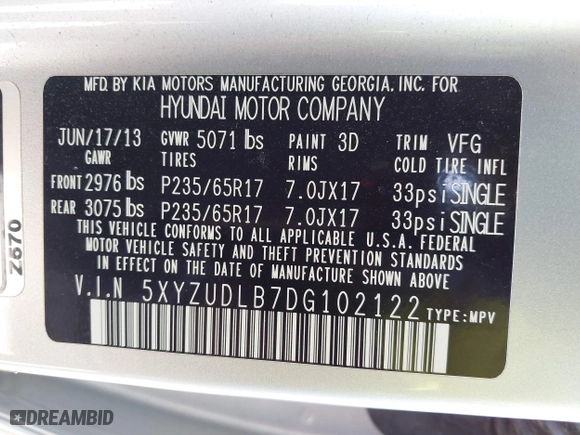 MFD. BY KIA MOTORS MANUFACTURING GEORGIA, INC. FOR
HYUNDAI MOTOR COMPANY
JUN/17/13 GVWR 5071 lbs PAINT 3D TRIM VFG
GAWR TIRES RIMS COLD TIRE INFL
FRONT 2976 lbs P235/65R17 7.0JX17 33psi SINGLE
REAR 3075 lbs P235/65R17 7.0JX17 33psi SINGLE
THIS VEHICLE CONFORMS TO ALL APPLICABLE U.S.A. FEDERAL
MOTOR VEHICLE SAFETY AND THEFT PREVENTION STANDARDS
IN EFFECT ON THE DATE OF MANUFACTURE SHOWN ABOVE.
V.I.N 5XYZUDLB7DG102122 TYPE:MPV
Z670
DREAMBID